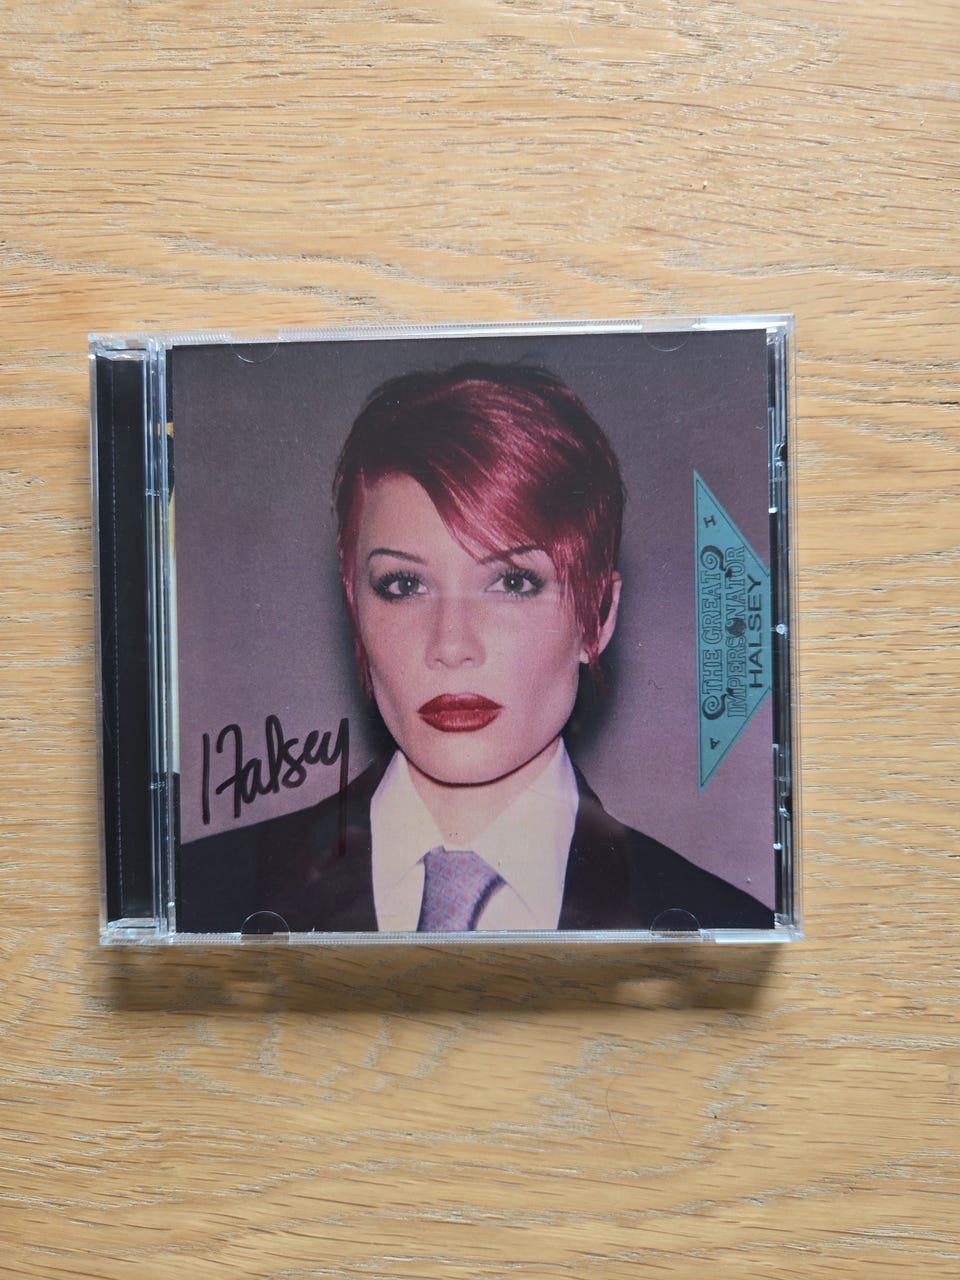 Halsey
H
THE GREAT
IMPERSONATOR
HALSEY
A